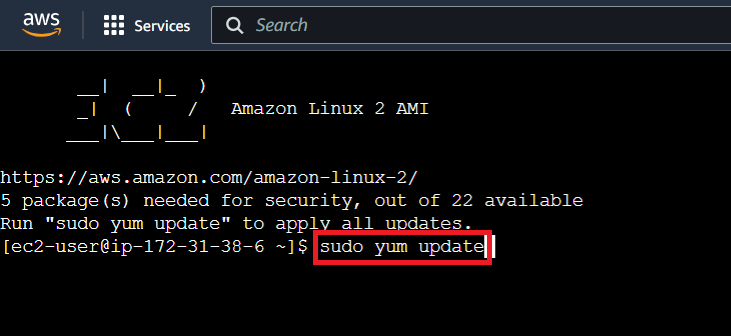 aws
Services
Search
__|  __|_  )
_|  (     /   Amazon Linux 2 AMI
___|\___|___|
https://aws.amazon.com/amazon-linux-2/
5 package(s) needed for security, out of 22 available
Run "sudo yum update" to apply all updates.
[ec2-user@ip-172-31-38-6 ~]$ sudo yum update